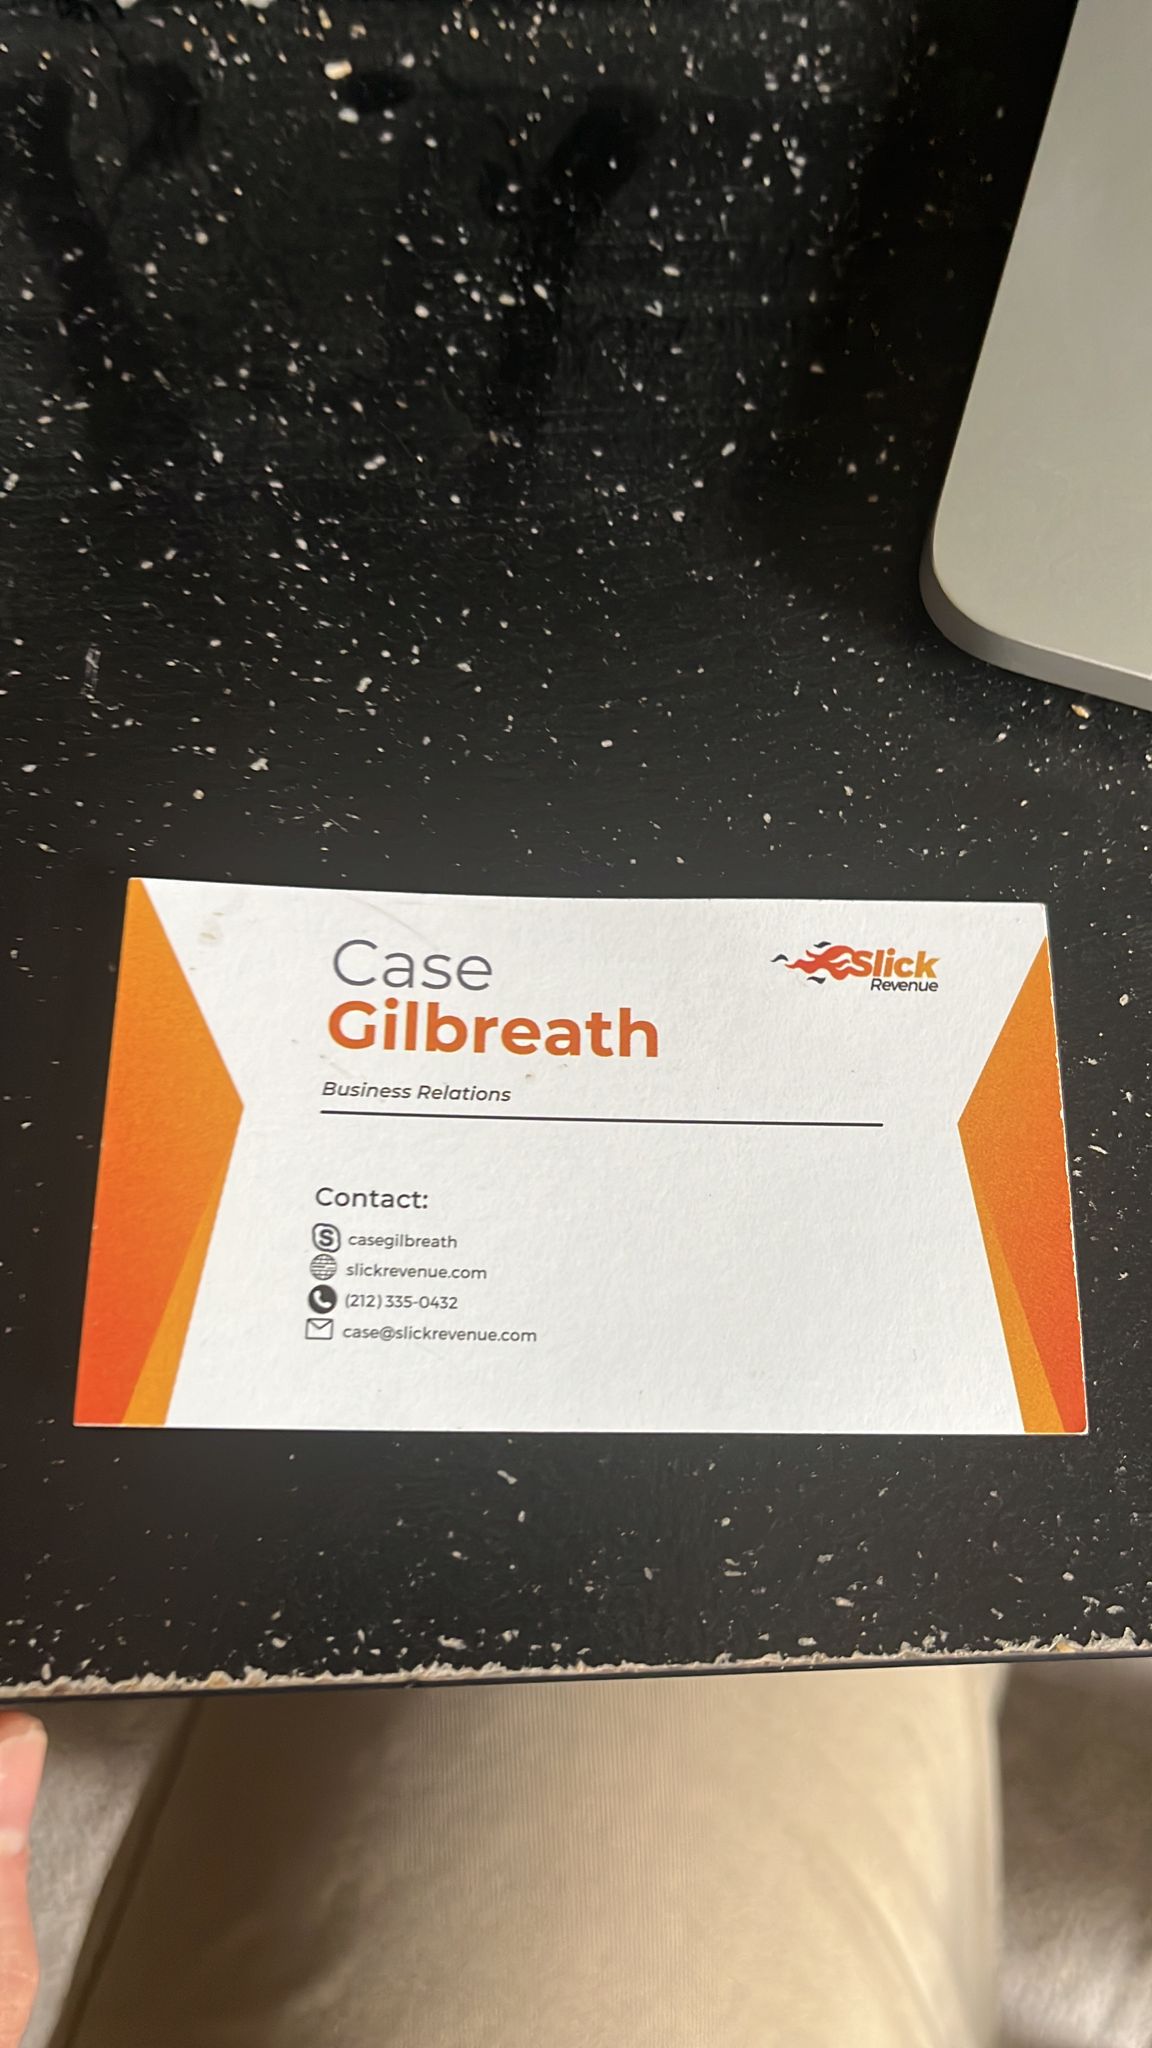 Case
Gilbreath
Slick
Revenue
Business Relations
Contact:
casegilbreath
slickrevenue.com
(212) 335-0432
case@slickrevenue.com